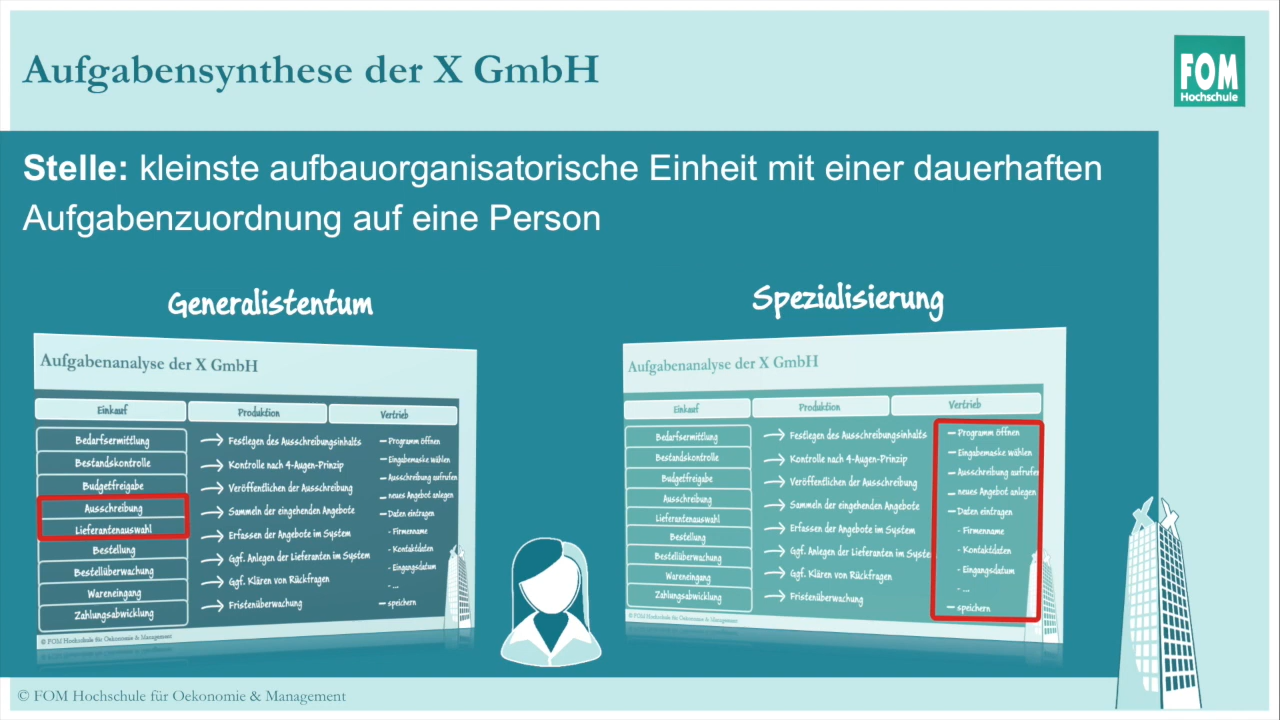 Aufgabensynthese der X GmbH
FOM
Hochschule
Stelle: kleinste aufbauorganisatorische Einheit mit einer dauerhaften
Aufgabenzuordnung auf eine Person
Generalistentum
Aufgabenanalyse der X GmbH
Einkauf
Produktion
Vertrieb
Bedarfsermittlung
Bestandskontrolle
Budgetfreigabe
Ausschreibung
Lieferantenauswahl
Bestellung
Bestellüberwachung
Wareneingang
Zahlungsabwicklung
→ Festlegen des Ausschreibungsinhalts
→ Kontrolle nach 4-Augen-Prinzip
→ Veröffentlichen der Ausschreibung
→ Sammeln der eingehenden Angebote
→ Erfassen der Angebote im System
→ Ggf. Anlegen der Lieferanten im System
→ Ggf. Klären von Rückfragen
→ Fristenüberwachung
– Programm öffnen
– Eingabemaske wählen
– Ausschreibung aufrufen
– neues Angebot anlegen
– Daten eintragen
- Firmenname
- Kontaktdaten
- Eingangsdatum
- ...
– speichern
© FOM Hochschule für Oekonomie & Management
Spezialisierung
Aufgabenanalyse der X GmbH
Einkauf
Produktion
Vertrieb
Bedarfsermittlung
Bestandskontrolle
Budgetfreigabe
Ausschreibung
Lieferantenauswahl
Bestellung
Bestellüberwachung
Wareneingang
Zahlungsabwicklung
→ Festlegen des Ausschreibungsinhalts
→ Kontrolle nach 4-Augen-Prinzip
→ Veröffentlichen der Ausschreibung
→ Sammeln der eingehenden Angebote
→ Erfassen der Angebote im System
→ Ggf. Anlegen der Lieferanten im System
→ Ggf. Klären von Rückfragen
→ Fristenüberwachung
– Programm öffnen
– Eingabemaske wählen
– Ausschreibung aufrufen
– neues Angebot anlegen
– Daten eintragen
- Firmenname
- Kontaktdaten
- Eingangsdatum
- ...
– speichern
© FOM Hochschule für Oekonomie & Management
© FOM Hochschule für Oekonomie & Management